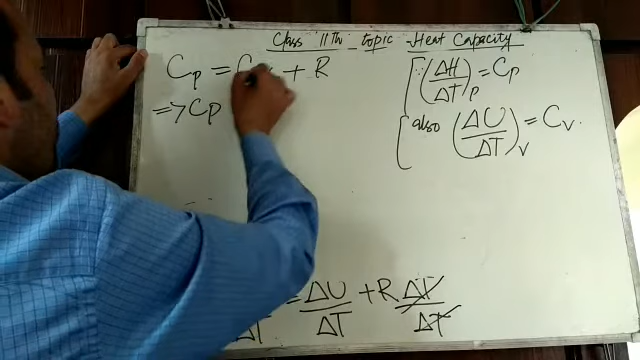 Class 11th topic Heat Capacity
Cp = C + R
[∵ (ΔH/ΔT)p = Cp
=> Cp
[also (ΔU/ΔT)v = Cv.
= ΔU/ΔT + R ΔT/ΔT